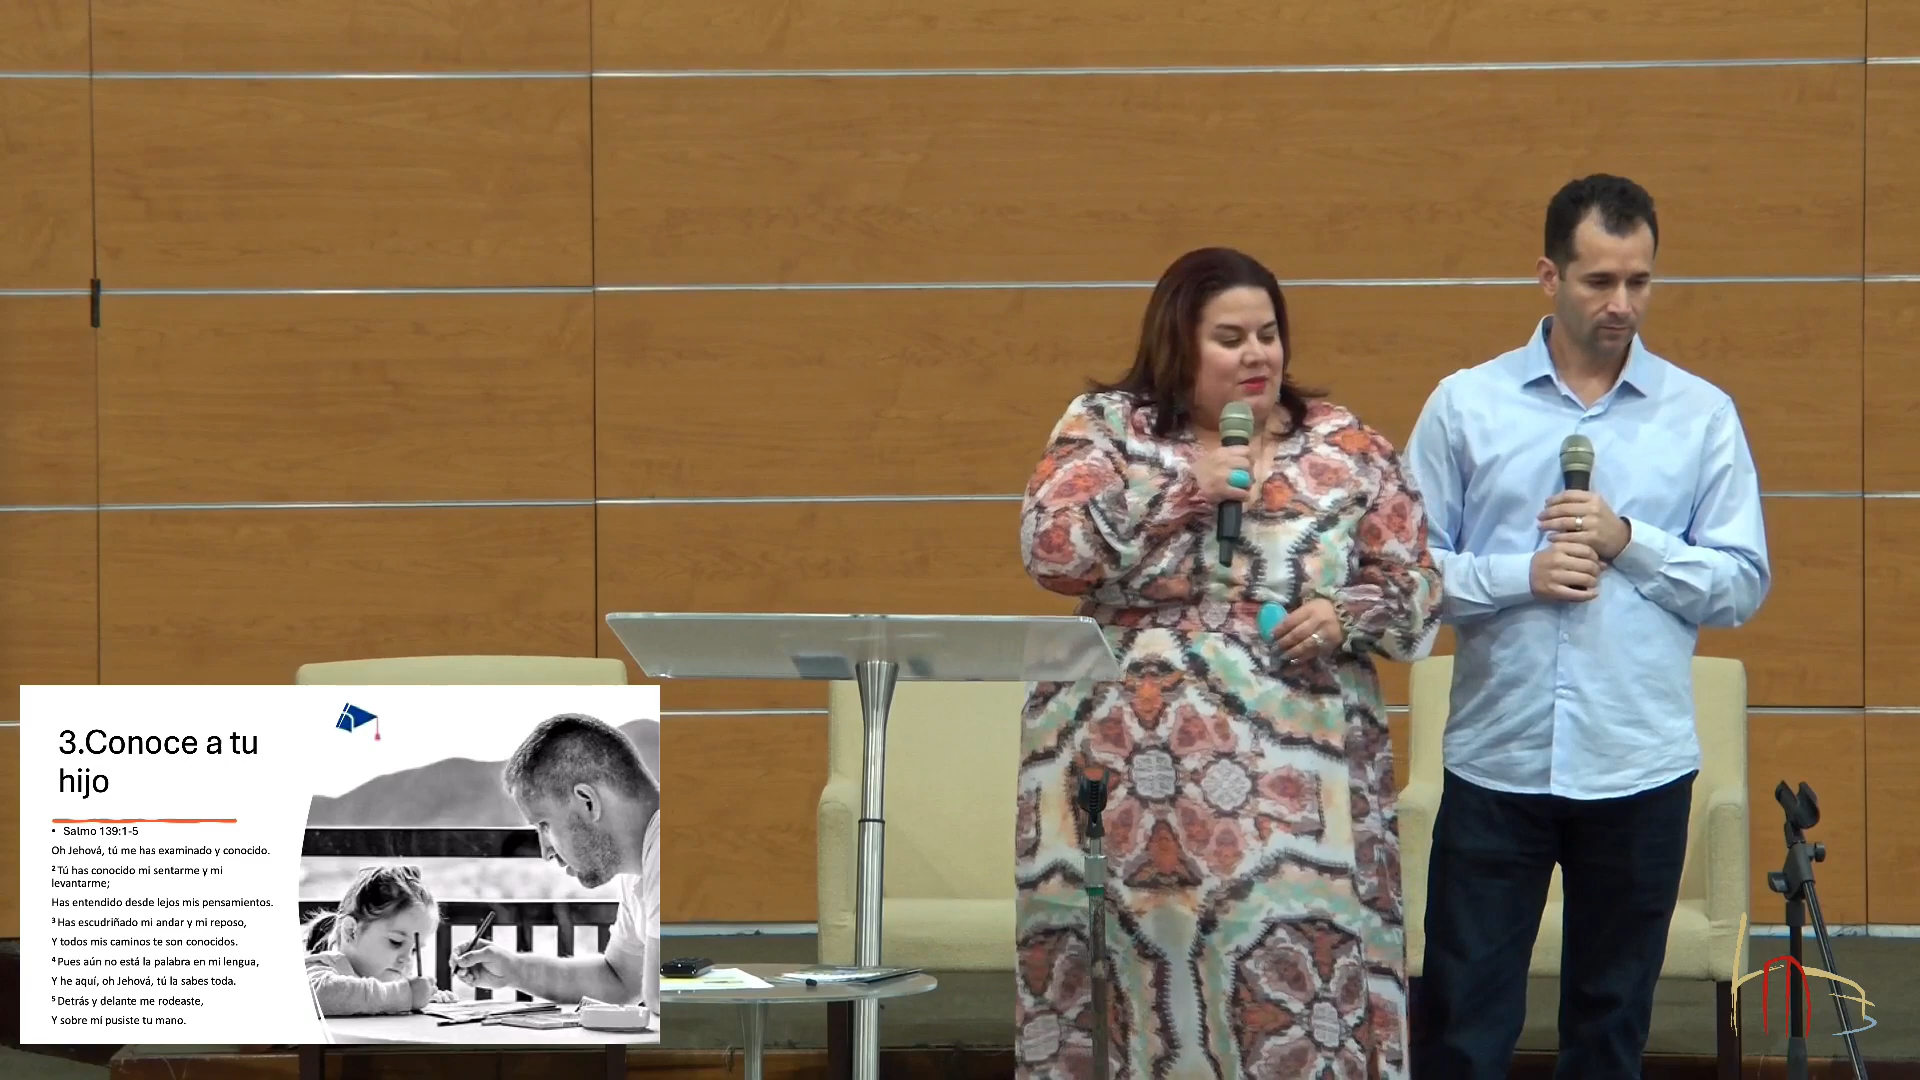 3.Conoce a tu
hijo
• Salmo 139:1-5
Oh Jehová, tú me has examinado y conocido.
² Tú has conocido mi sentarme y mi
levantarme;
Has entendido desde lejos mis pensamientos.
³ Has escudriñado mi andar y mi reposo,
Y todos mis caminos te son conocidos.
⁴ Pues aún no está la palabra en mi lengua,
Y he aquí, oh Jehová, tú la sabes toda.
⁵ Detrás y delante me rodeaste,
Y sobre mí pusiste tu mano.